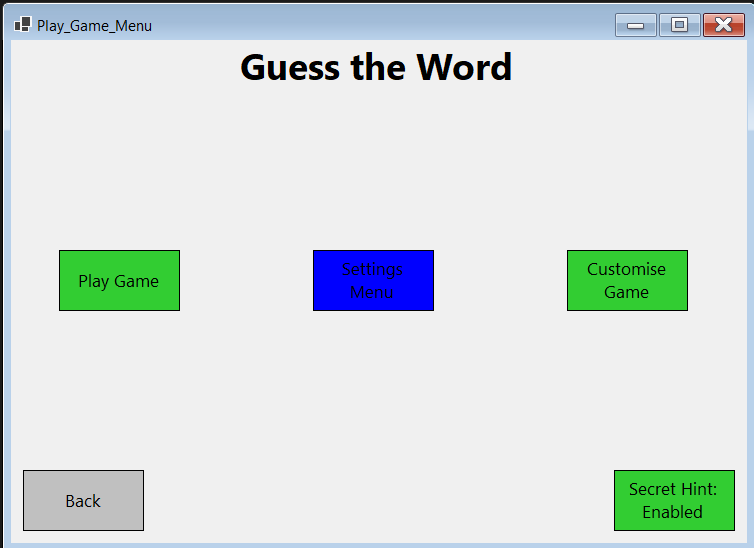 Play_Game_Menu
Guess the Word
Play Game
Settings
Menu
Customise
Game
Back
Secret Hint:
Enabled